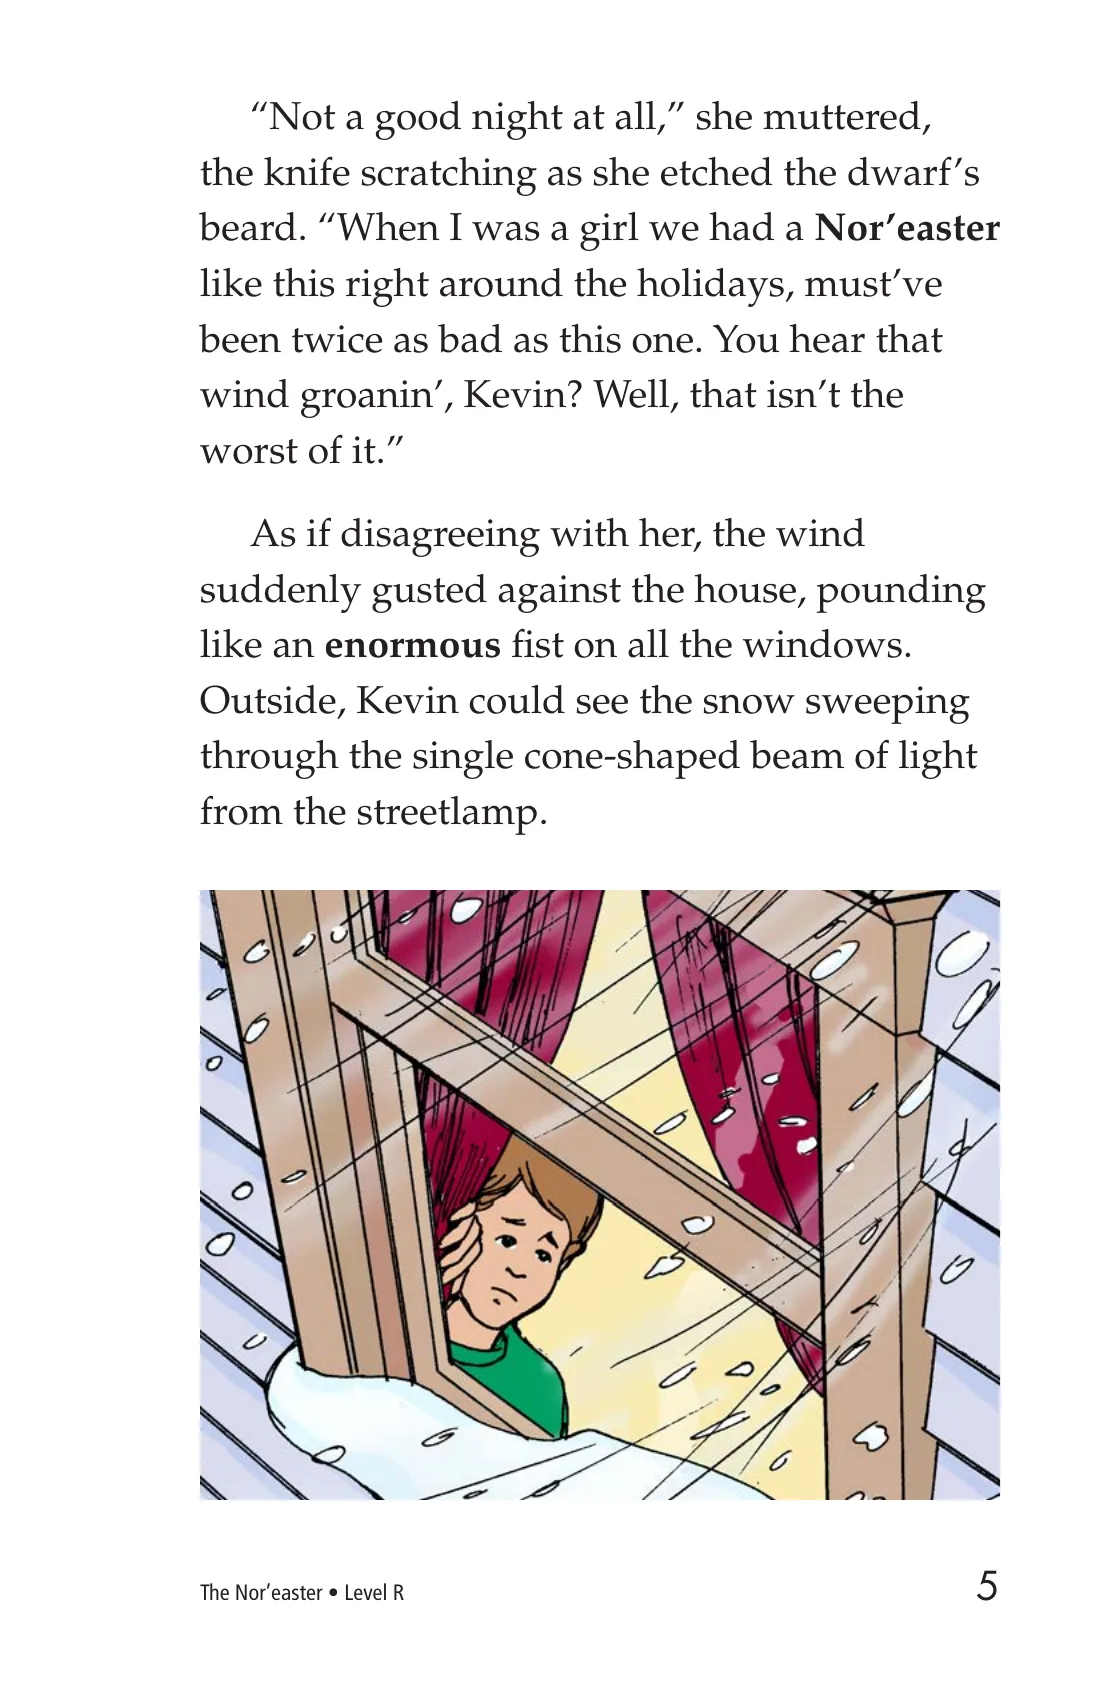 “Not a good night at all,” she muttered,
the knife scratching as she etched the dwarf’s
beard. “When I was a girl we had a Nor’easter
like this right around the holidays, must’ve
been twice as bad as this one. You hear that
wind groanin’, Kevin? Well, that isn’t the
worst of it.”
As if disagreeing with her, the wind
suddenly gusted against the house, pounding
like an enormous fist on all the windows.
Outside, Kevin could see the snow sweeping
through the single cone-shaped beam of light
from the streetlamp.
The Nor’easter • Level R
5